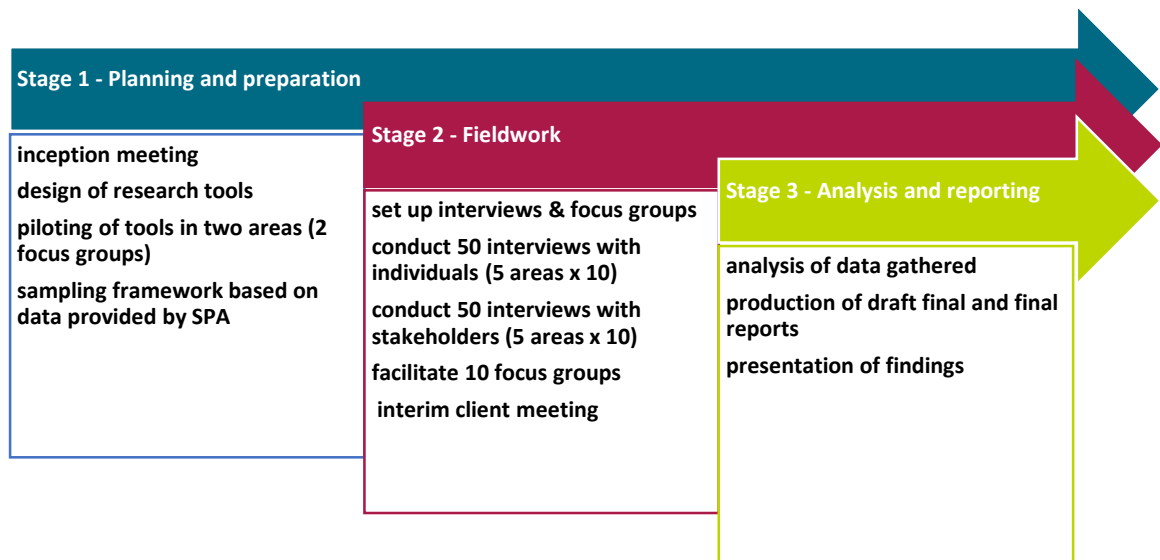 Stage 1 - Planning and preparation
inception meeting
design of research tools
piloting of tools in two areas (2
focus groups)
sampling framework based on
data provided by SPA
Stage 2 - Fieldwork
set up interviews & focus groups
conduct 50 interviews with
individuals (5 areas x 10)
conduct 50 interviews with
stakeholders (5 areas x 10)
facilitate 10 focus groups
interim client meeting
Stage 3 - Analysis and reporting
analysis of data gathered
production of draft final and final
reports
presentation of findings